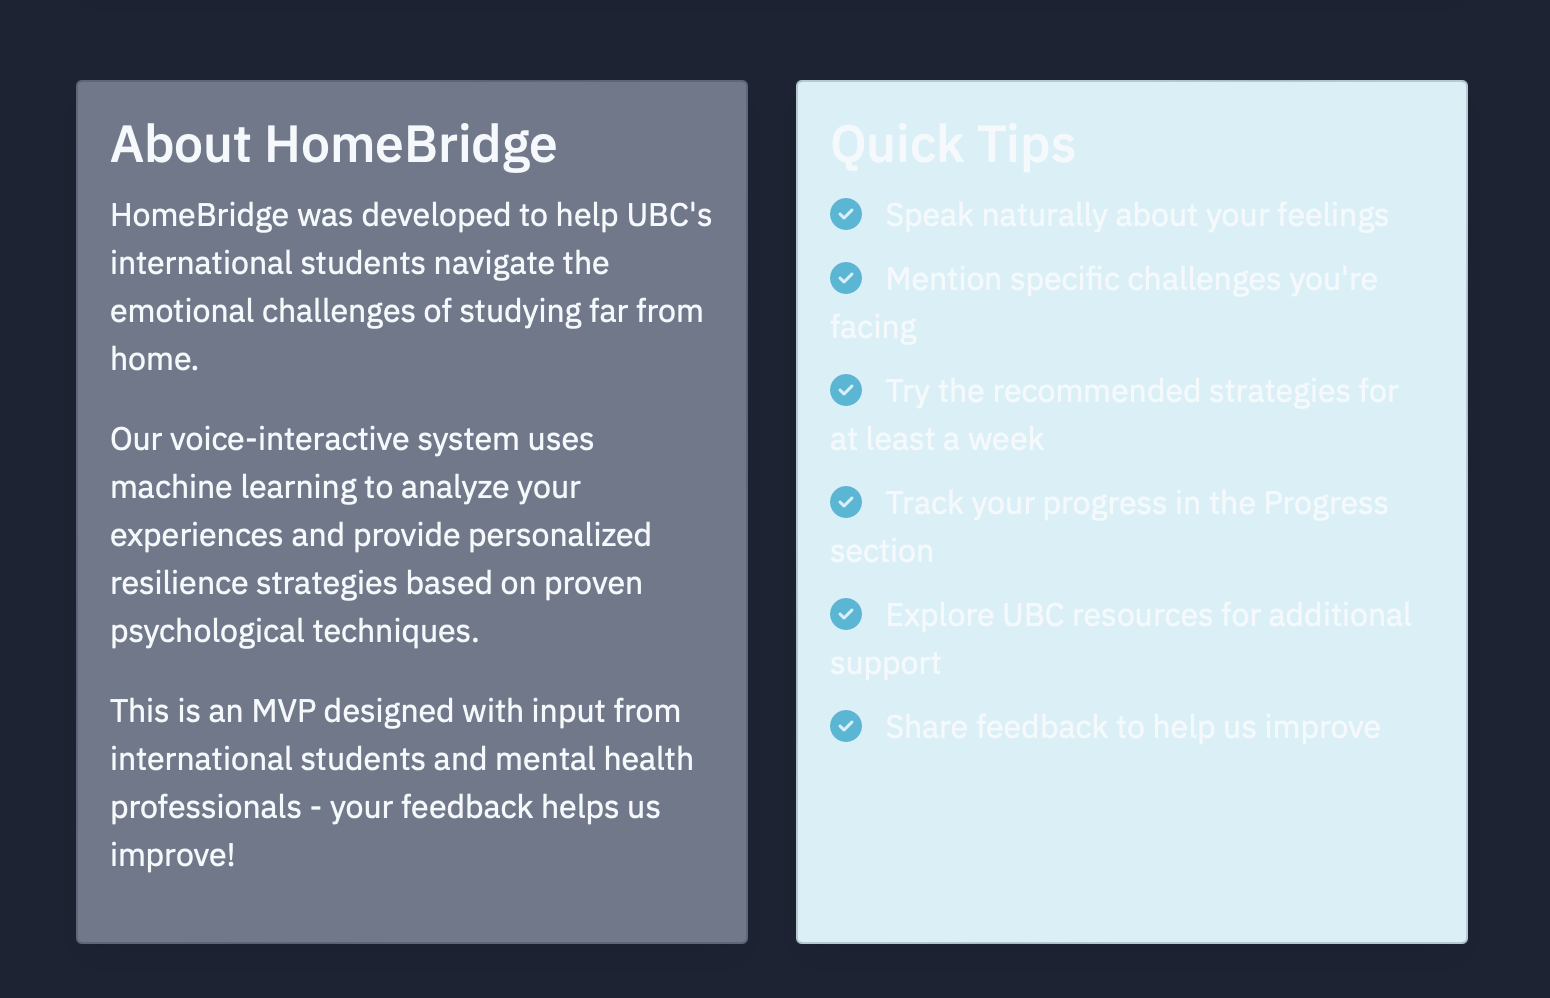 About HomeBridge
HomeBridge was developed to help UBC's
international students navigate the
emotional challenges of studying far from
home.
Our voice-interactive system uses
machine learning to analyze your
experiences and provide personalized
resilience strategies based on proven
psychological techniques.
This is an MVP designed with input from
international students and mental health
professionals - your feedback helps us
improve!
Quick Tips
Speak naturally about your feelings
Mention specific challenges you're
facing
Try the recommended strategies for
at least a week
Track your progress in the Progress
section
Explore UBC resources for additional
support
Share feedback to help us improve